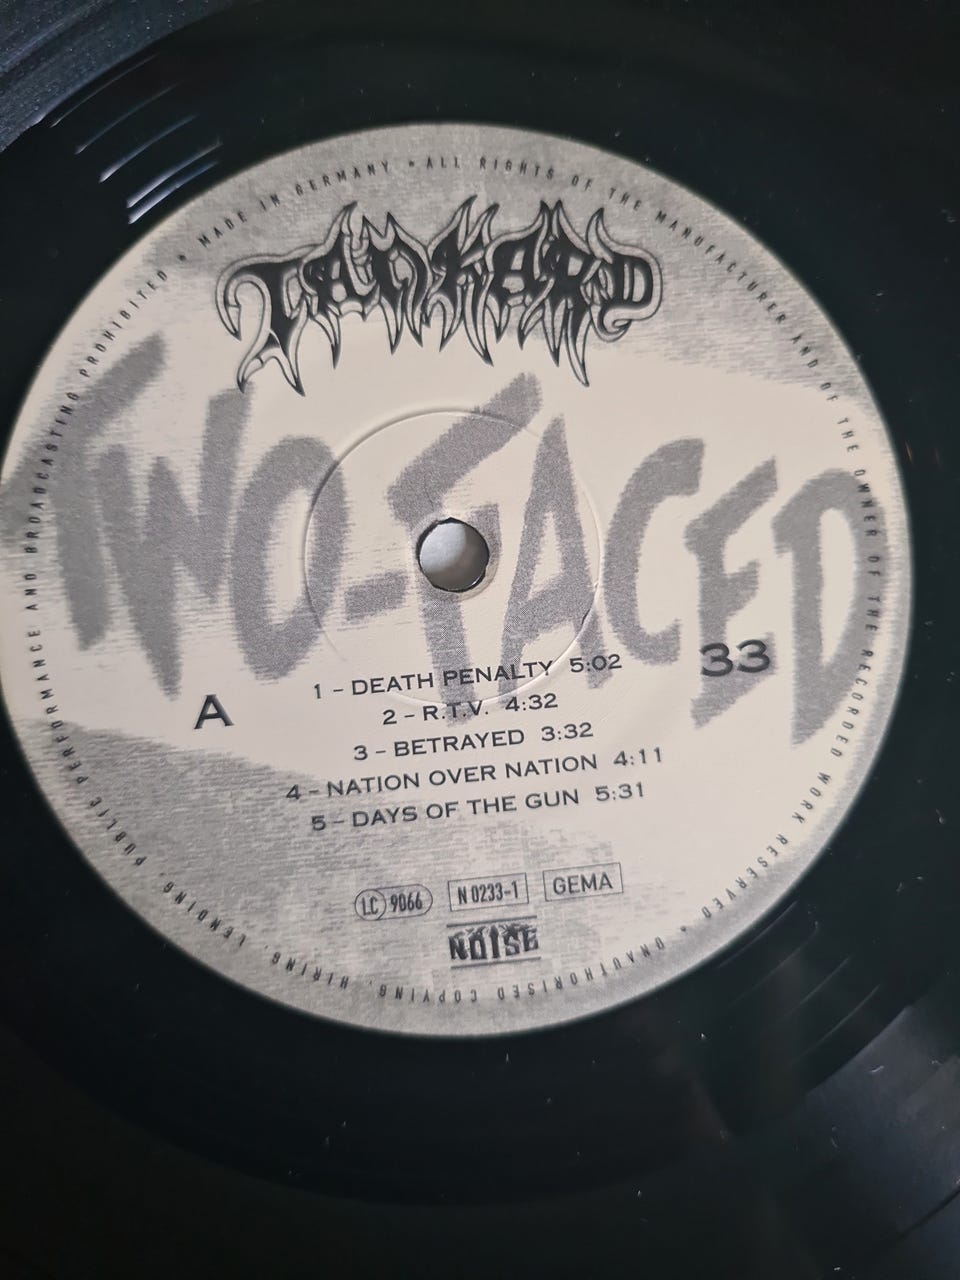 MADE IN GERMANY • ALL RIGHTS OF THE MANUFACTURER AND OF THE OWNER OF THE RECORDED WORK RESERVED • UNAUTHORISED COPYING, HIRING, LENDING, PUBLIC PERFORMANCE AND BROADCASTING PROHIBITED •
TANKARD
TWO-FACED
A
33
1 – DEATH PENALTY 5:02
2 – R.T.V. 4:32
3 – BETRAYED 3:32
4 – NATION OVER NATION 4:11
5 – DAYS OF THE GUN 5:31
LC 9066
N 0233-1
GEMA
NOISE